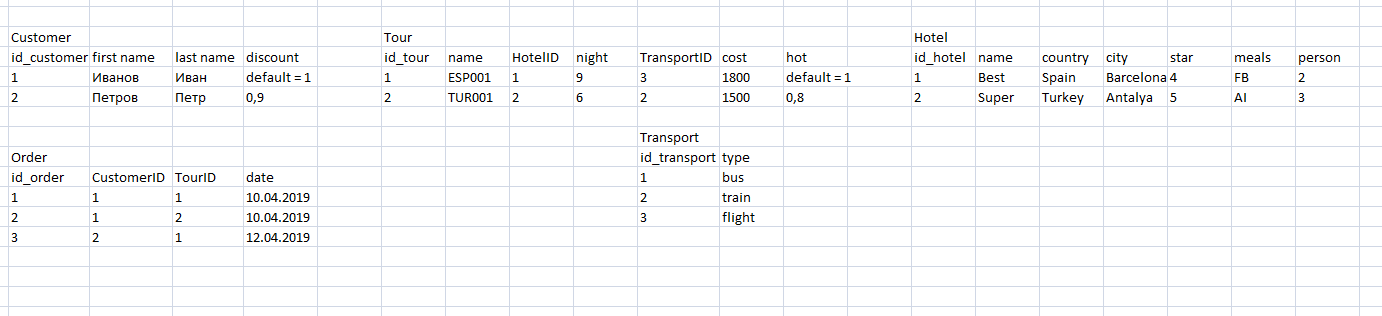 Customer Tour Hotel
id_customer first name last name discount id_tour name HotelID night TransportID cost hot id_hotel name country city star meals person
1 Иванов Иван default = 1 1 ESP001 1 9 3 1800 default = 1 1 Best Spain Barcelona 4 FB 2
2 Петров Петр 0,9 2 TUR001 2 6 2 1500 0,8 2 Super Turkey Antalya 5 AI 3
Transport
Order id_transport type
id_order CustomerID TourID date 1 bus
1 1 1 10.04.2019 2 train
2 1 2 10.04.2019 3 flight
3 2 1 12.04.2019